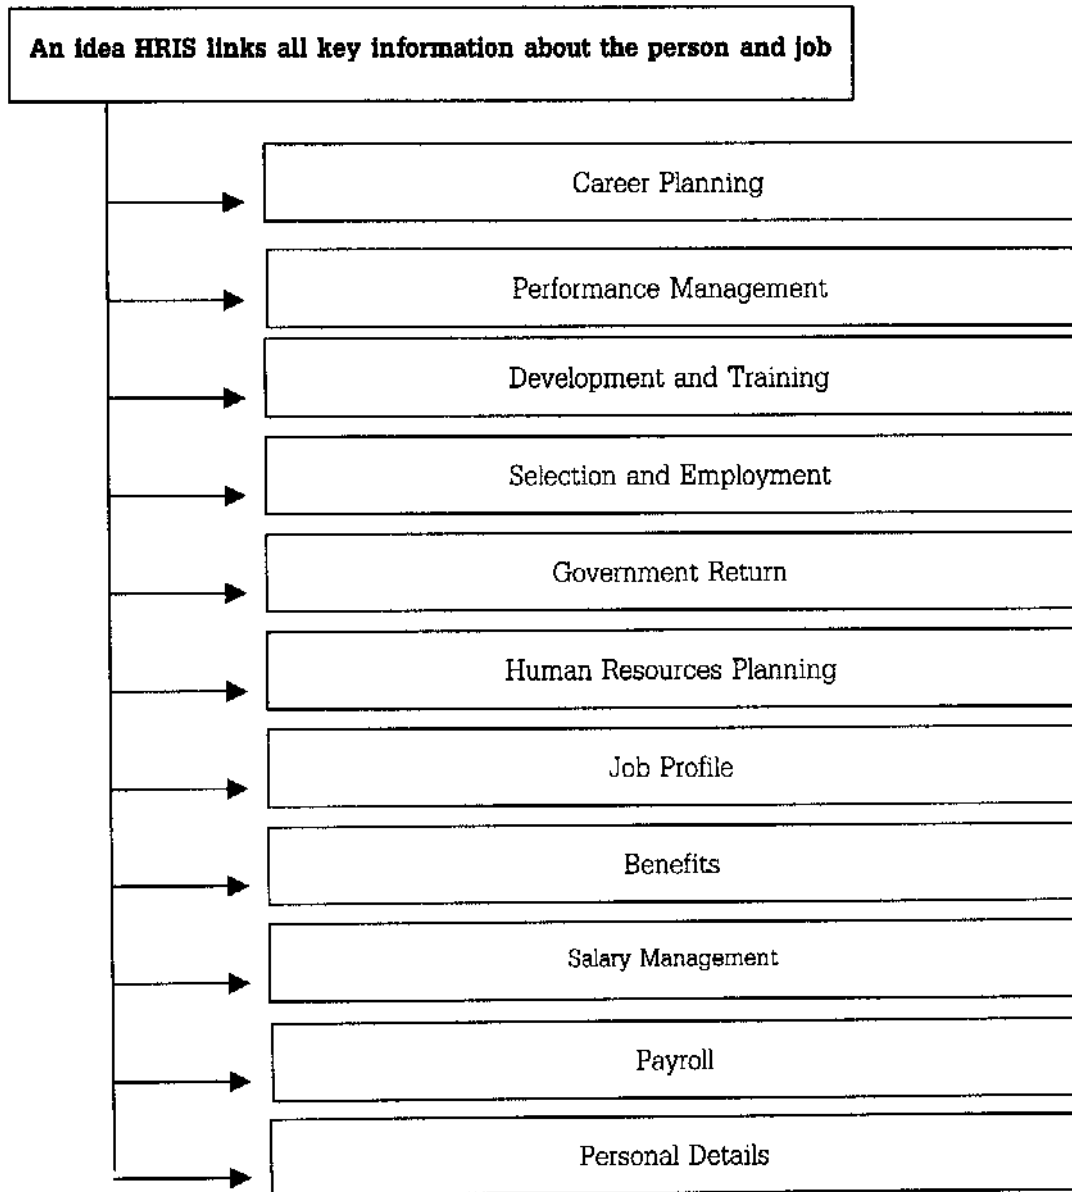 An idea HRIS links all key information about the person and job
Career Planning
Performance Management
Development and Training
Selection and Employment
Government Return
Human Resources Planning
Job Profile
Benefits
Salary Management
Payroll
Personal Details